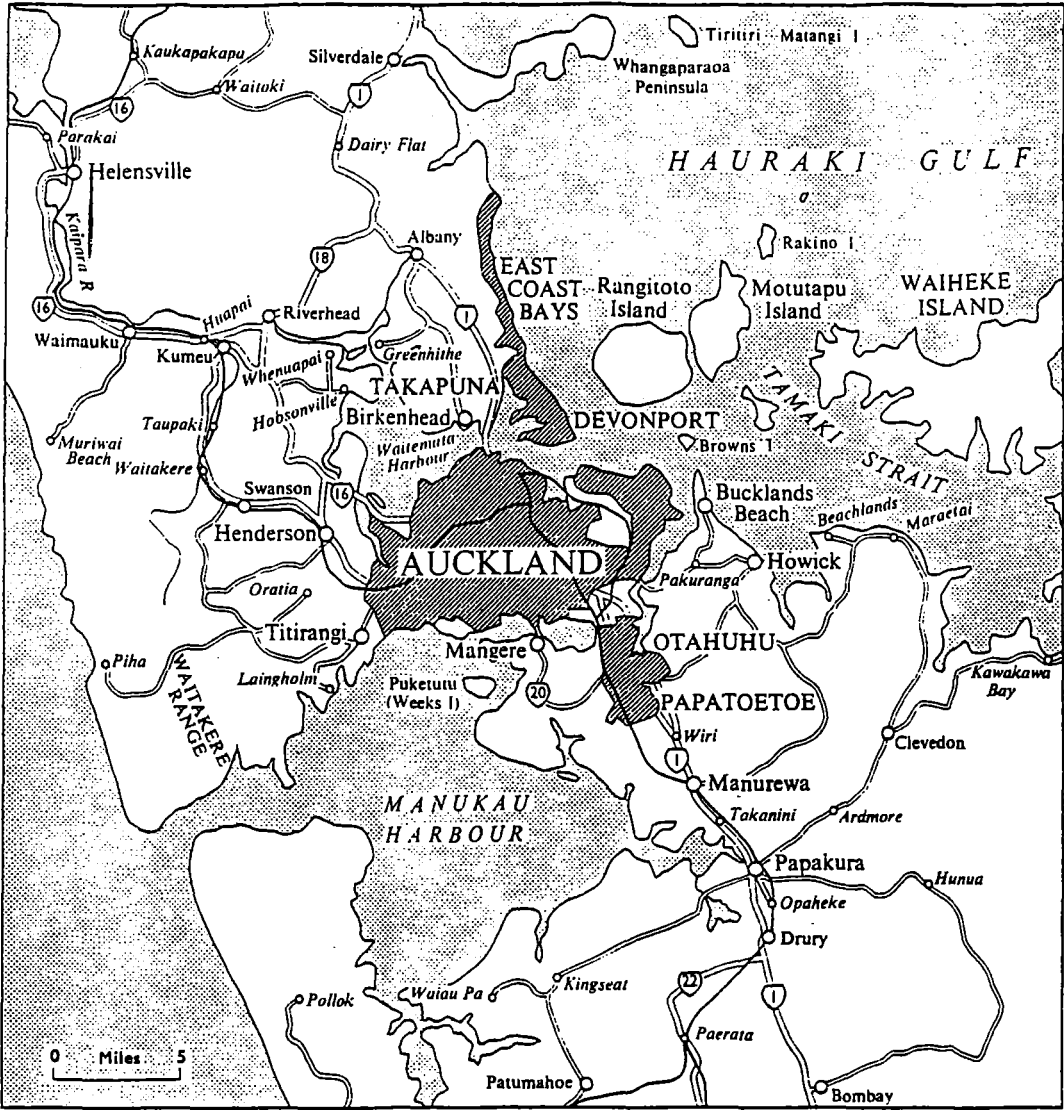 Kaukapakapu
Silverdale
Tiritiri Matangi I
Whangaparaoa
Peninsula
Waitoki
1
16
Parakai
Dairy Flat
Helensville
HAURAKI GULF
Kaipara R
Albany
Rakino I
18
EAST
COAST
BAYS
Rangitoto
Island
Motutapu
Island
WAIHEKE
ISLAND
16
Huapai
Riverhead
1
Waimauku
Kumeu
Whenuapai
Greenhithe
TAKAPUNA
Hobsonville
Birkenhead
TAMAKI
STRAIT
Taupaki
DEVONPORT
Muriwai
Beach
Waitemata
Harbour
Browns I
Waitakere
Swanson
16
Bucklands
Beach
Beachlands
Maraetai
Henderson
AUCKLAND
Howick
Pakuranga
Oratia
Titirangi
Mangere
OTAHUHU
Piha
WAITAKERE
RANGE
Laingholm
Puketutu
(Weeks I)
20
PAPATOETOE
Kawakawa
Bay
Wiri
Clevedon
1
Manurewa
MANUKAU
HARBOUR
Takanini
Ardmore
Papakura
Hunua
Opaheke
Drury
Pollok
Waiau Pa
Kingseat
22
1
Paerata
0 Miles 5
Patumahoe
Bombay